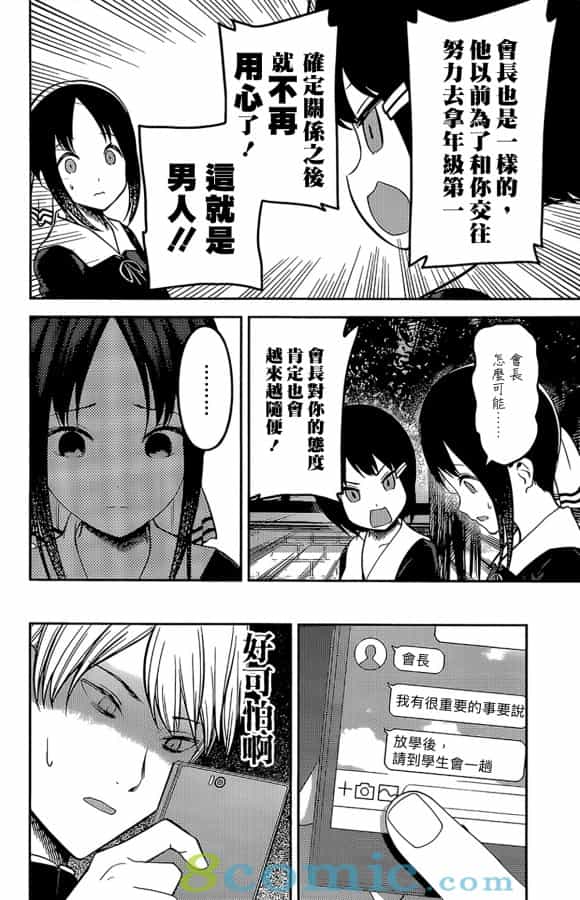 會長也是一樣的，
他以前為了和你交往
努力去拿年級第一
確定關係之後
就不再
用心了！
這就是
男人!!
會長
怎麼可能……
會長對你的態度
肯定也會
越來越隨便！
………
會長
我有很重要的事要說
放學後，
請到學生會一趟
好可怕啊
8comic.com